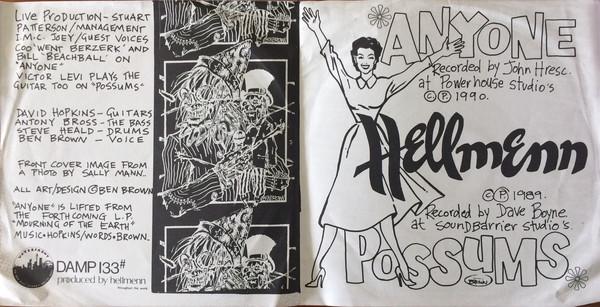 LIVE PRODUCTION - STUART
PATTERSON/MANAGEMENT
I.M.C. JOEY/GUEST VOICES
COO 'WENT BERZERK' AND
BILL 'BEACHBALL' ON
"ANYONE"
VICTOR LEVI PLAYS THE
GUITAR TOO ON "POSSUMS"
DAVID HOPKINS - GUITARS
ANTONY BROSS - THE BASS
STEVE HEALD - DRUMS
BEN BROWN - VOICE
FRONT COVER IMAGE FROM
A PHOTO BY SALLY MANN.
ALL ART/DESIGN © BEN BROWN
"ANYONE" IS LIFTED FROM
THE FORTHCOMING L.P.
"MOURNING OF THE EARTH"
MUSIC-HOPKINS/WORDS-BROWN.
DAMP 133#
produced by hellmenn
throughout the world
ANYONE
Recorded by John Hresc.
at Powerhouse studio's
©℗ 1990.
Hellmenn
©℗ 1989.
Recorded by Dave Boyne
at SOUNDBarrier studio's.
POSSUMS
BROWN